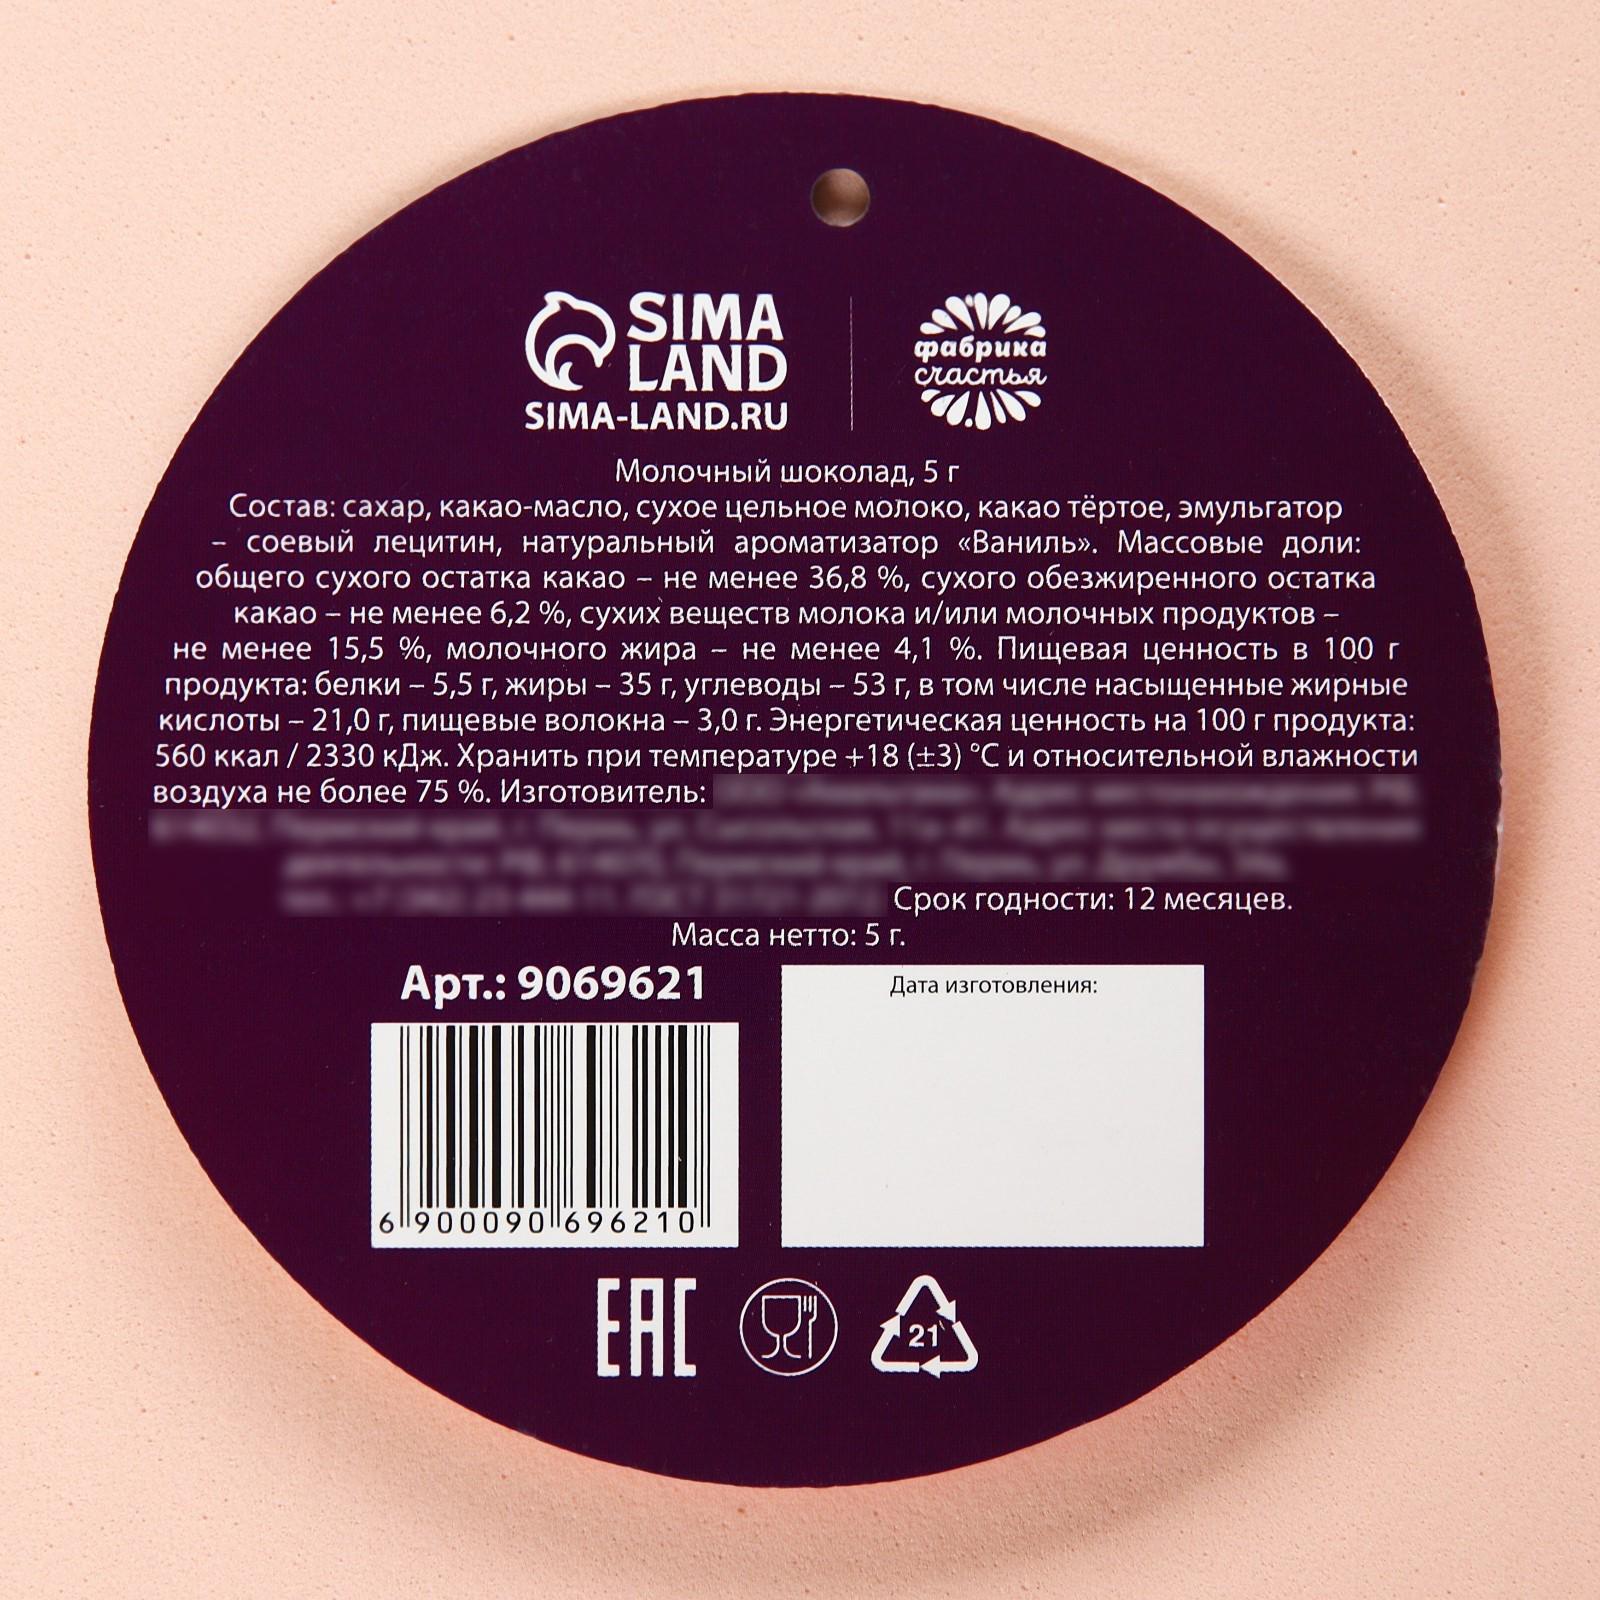 SIMA
LAND
SIMA-LAND.RU
фабрика
счастья
Молочный шоколад, 5 г
Состав: сахар, какао-масло, сухое цельное молоко, какао тёртое, эмульгатор
– соевый лецитин, натуральный ароматизатор «Ваниль». Массовые доли:
общего сухого остатка какао – не менее 36,8 %, сухого обезжиренного остатка
какао – не менее 6,2 %, сухих веществ молока и/или молочных продуктов –
не менее 15,5 %, молочного жира – не менее 4,1 %. Пищевая ценность в 100 г
продукта: белки – 5,5 г, жиры – 35 г, углеводы – 53 г, в том числе насыщенные жирные
кислоты – 21,0 г, пищевые волокна – 3,0 г. Энергетическая ценность на 100 г продукта:
560 ккал / 2330 кДж. Хранить при температуре +18 (±3) °С и относительной влажности
воздуха не более 75 %. Изготовитель:
Срок годности: 12 месяцев.
Масса нетто: 5 г.
Арт.: 9069621
Дата изготовления:
6 900090 696210
EAC
21